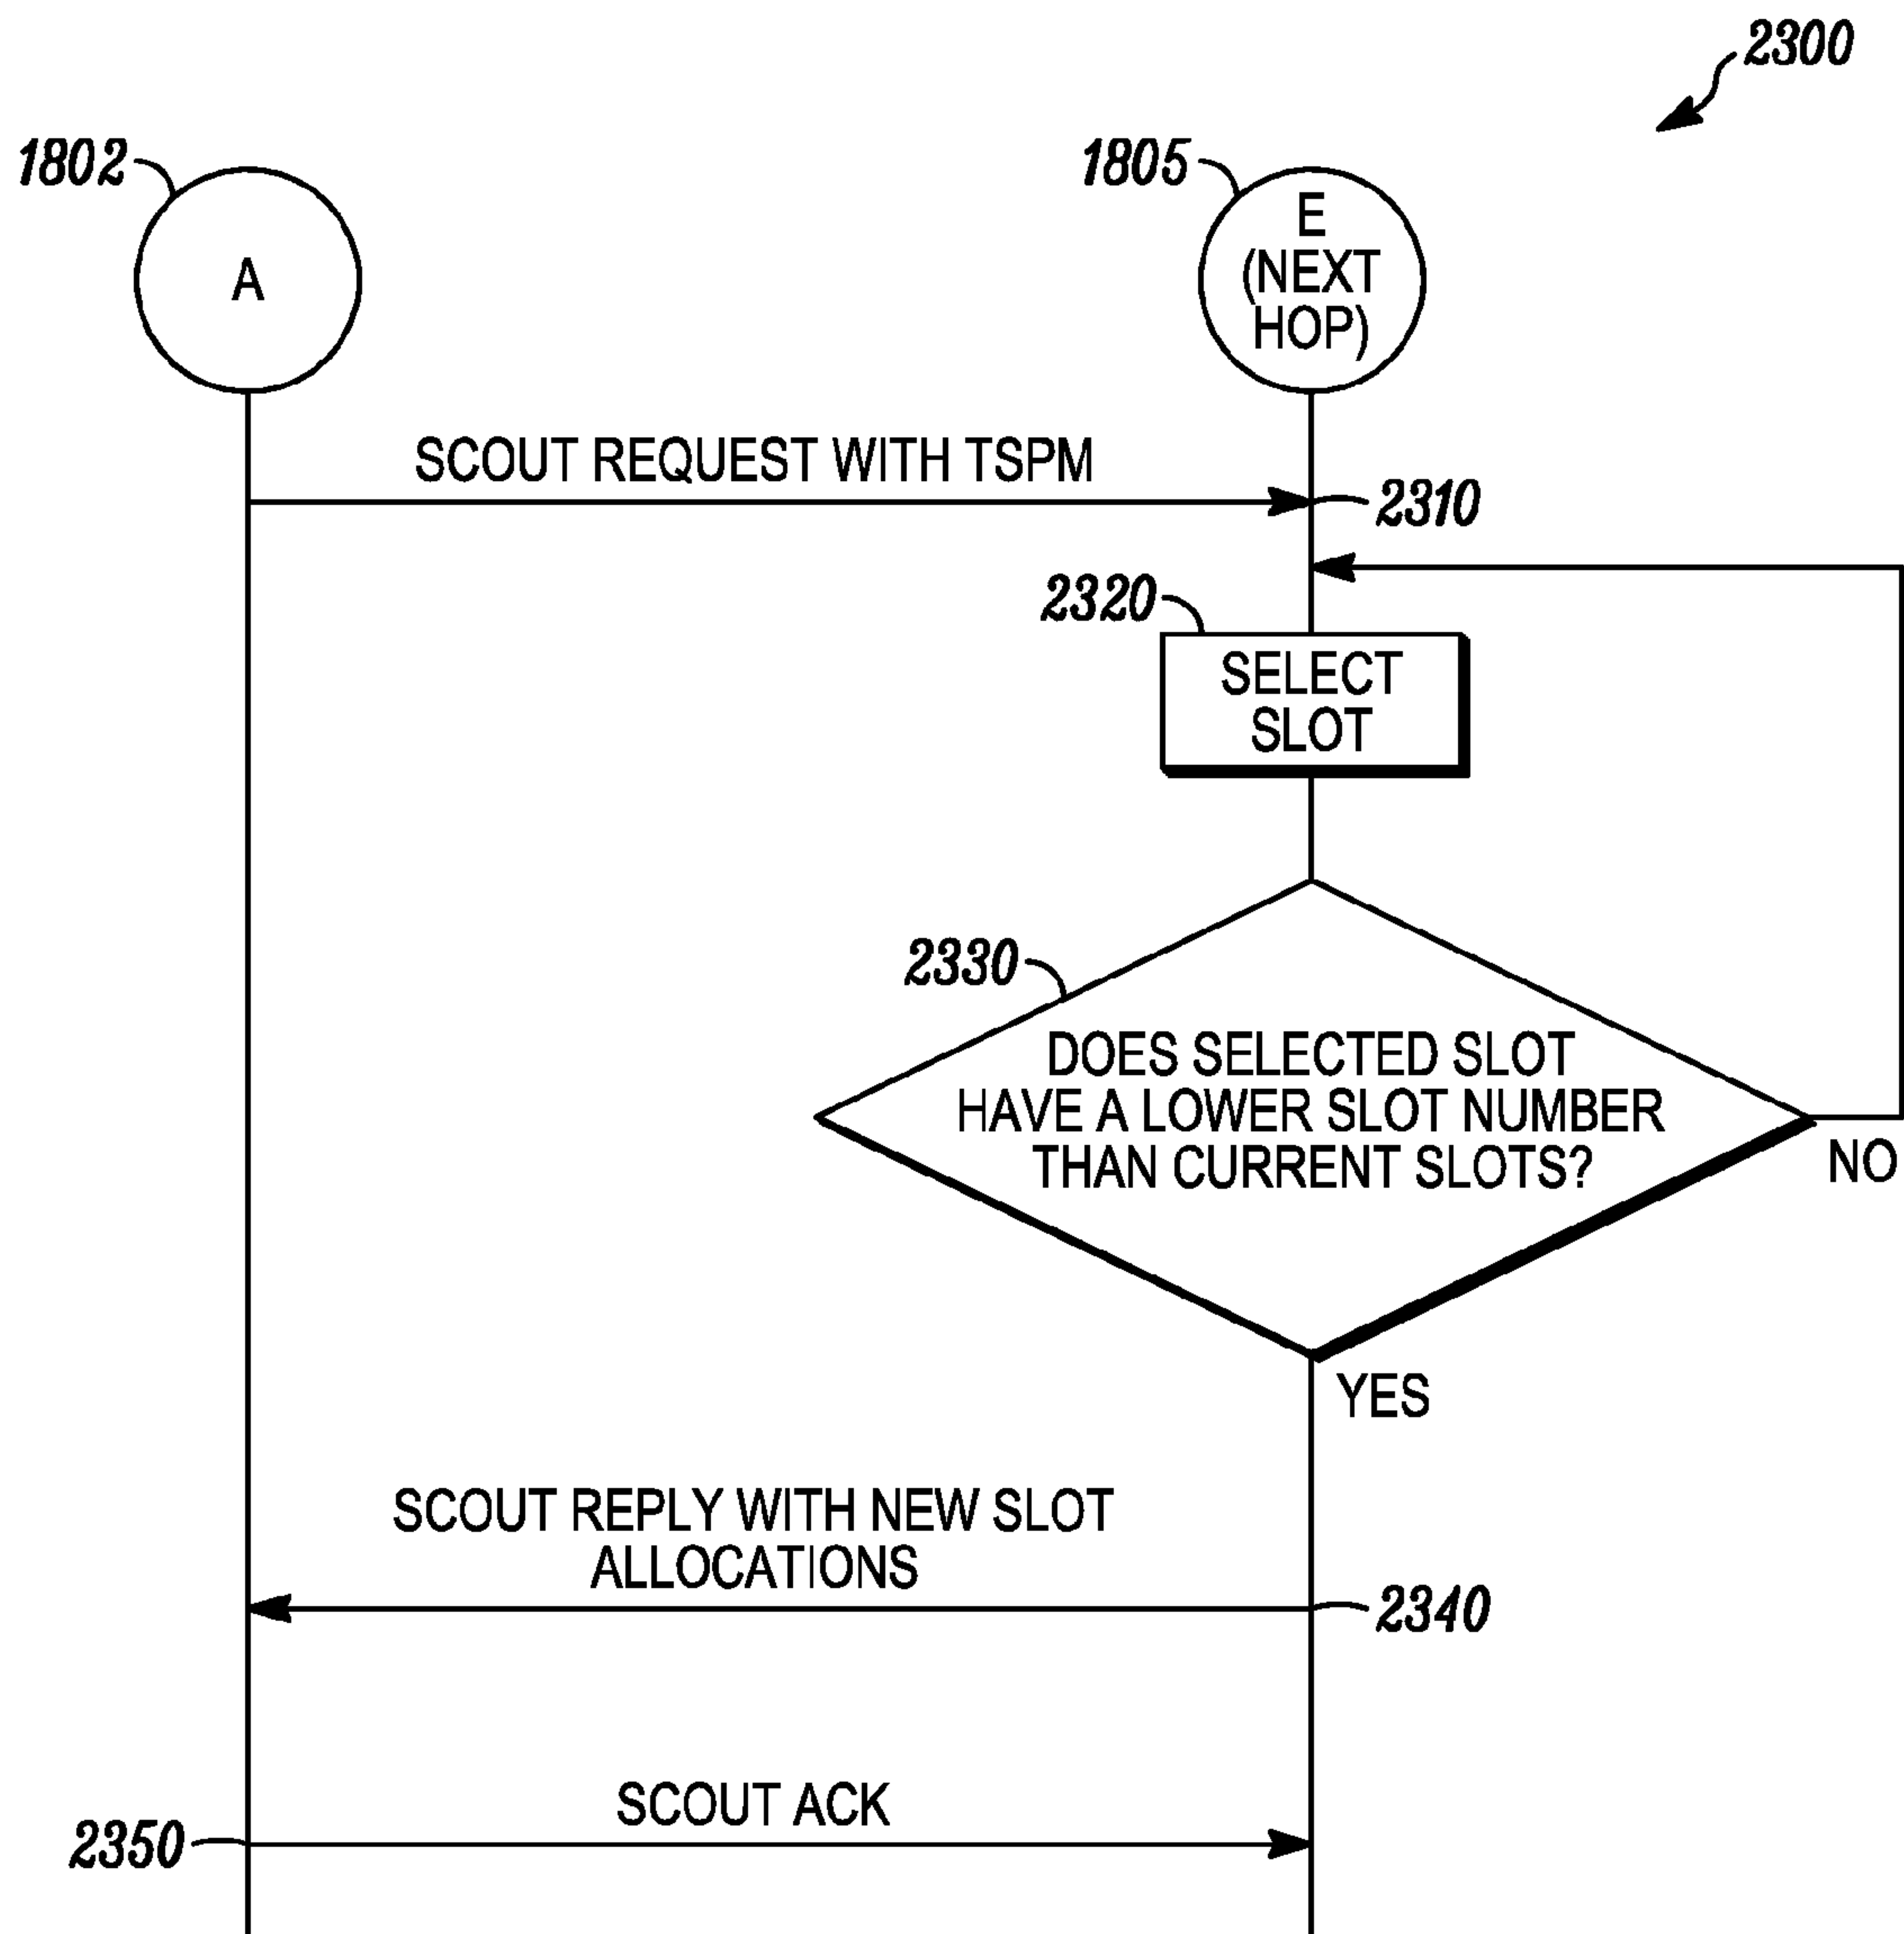 2300
1802
1805
A
E
(NEXT
HOP)
SCOUT REQUEST WITH TSPM
2310
2320
SELECT
SLOT
2330
DOES SELECTED SLOT
HAVE A LOWER SLOT NUMBER
THAN CURRENT SLOTS?
NO
YES
SCOUT REPLY WITH NEW SLOT
ALLOCATIONS
2340
SCOUT ACK
2350